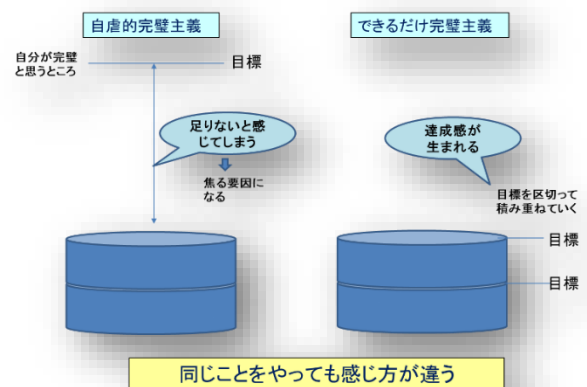 自虐的完璧主義
できるだけ完璧主義
自分が完璧
と思うところ
目標
足りないと感
じてしまう
焦る要因に
なる
達成感が
生まれる
目標を区切って
積み重ねていく
目標
目標
同じことをやっても感じ方が違う